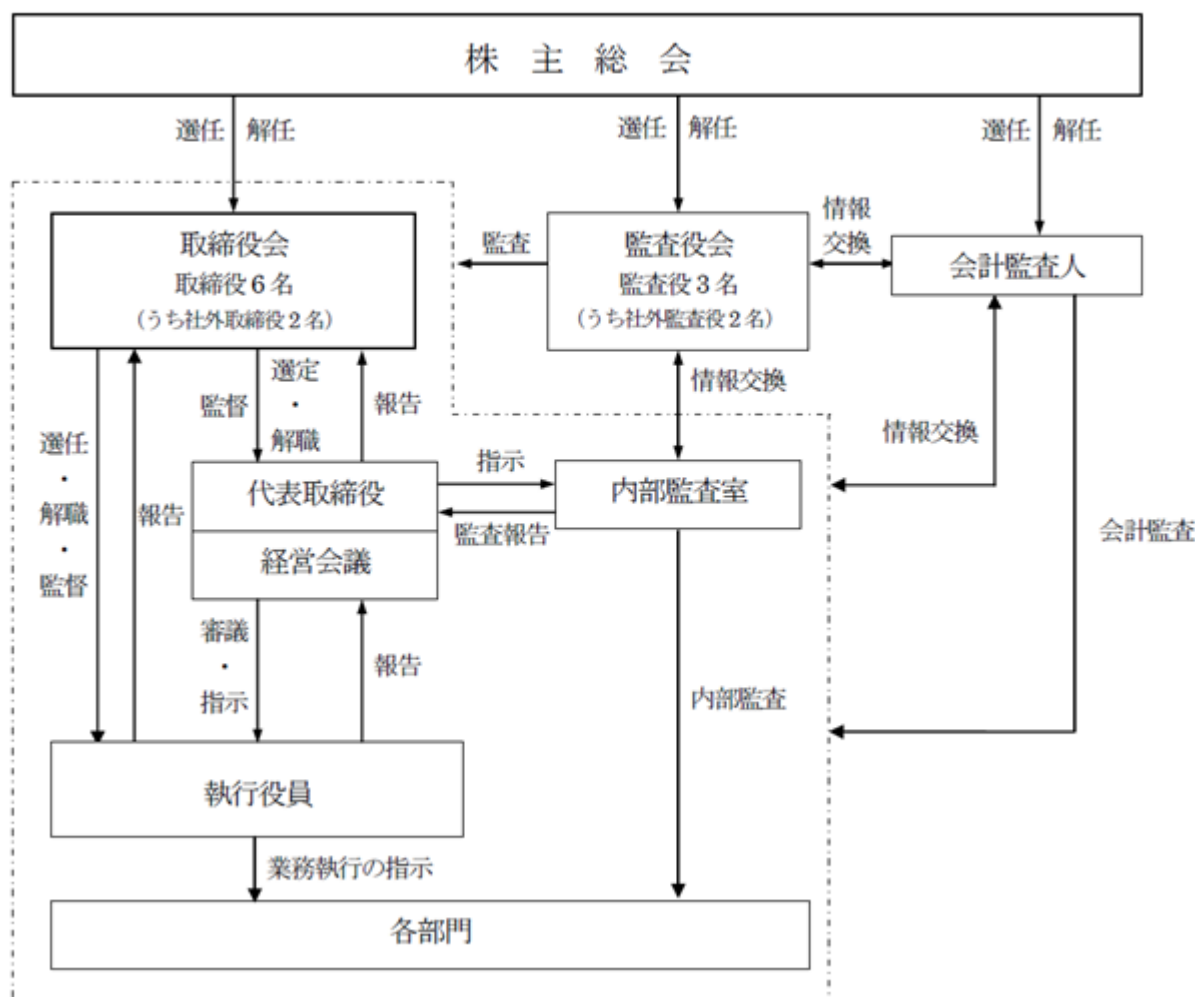 株 主 総 会
選任
解任
選任
解任
選任
解任
取締役会
取締役6名
(うち社外取締役2名)
監査
監査役会
監査役3名
(うち社外監査役2名)
情報
交換
会計監査人
選任
・
解職
・
監督
報告
監督
選定
・
解職
報告
情報交換
情報交換
会計監査
代表取締役
経営会議
指示
監査報告
内部監査室
審議
・
指示
報告
内部監査
執行役員
業務執行の指示
各部門